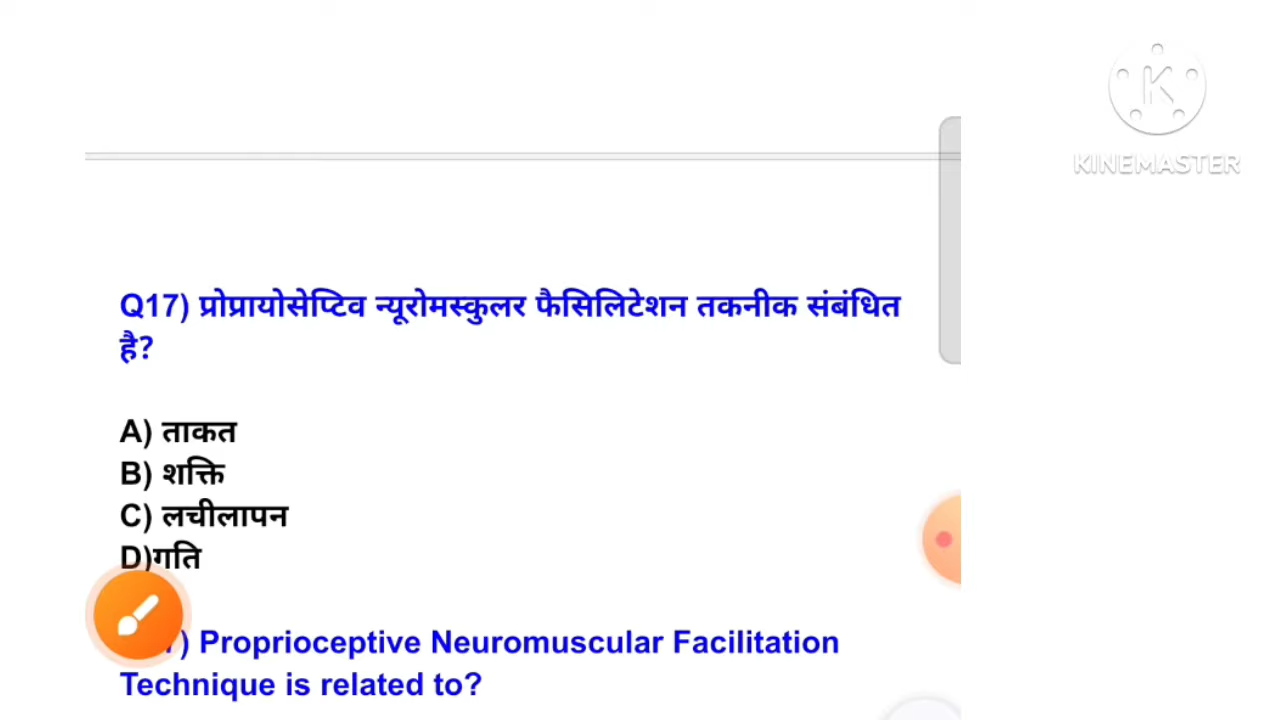 KINEMASTER
Q17) प्रोप्रायोसेप्टिव न्यूरोमस्कुलर फैसिलिटेशन तकनीक संबंधित
है?
A) ताकत
B) शक्ति
C) लचीलापन
D)गति
) Proprioceptive Neuromuscular Facilitation
Technique is related to?